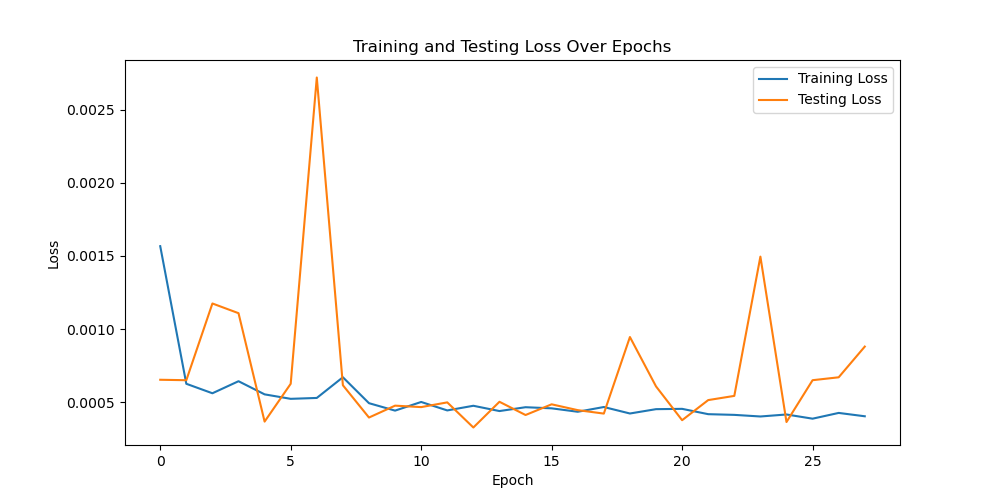 Training and Testing Loss Over Epochs
Training Loss
Testing Loss
0.0025
0.0020
0.0015
0.0010
0.0005
Loss
0 5 10 15 20 25
Epoch